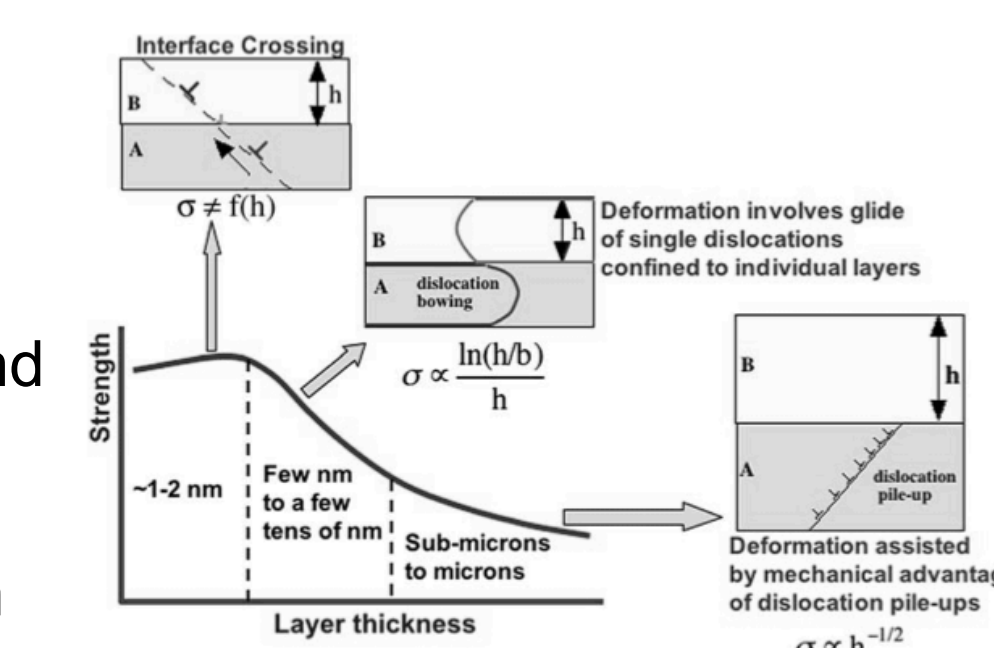 Interface Crossing
B
h
A
σ ≠ f(h)
B
h
A
dislocation
bowing
Deformation involves glide
of single dislocations
confined to individual layers
σ ∝ ln(h/b)
h
nd
Strength
~1-2 nm
Few nm
to a few
tens of nm
Sub-microns
to microns
Layer thickness
B
h
A
dislocation
pile-up
Deformation assisted
by mechanical advantag
of dislocation pile-ups
σ ∝ h⁻¹/²